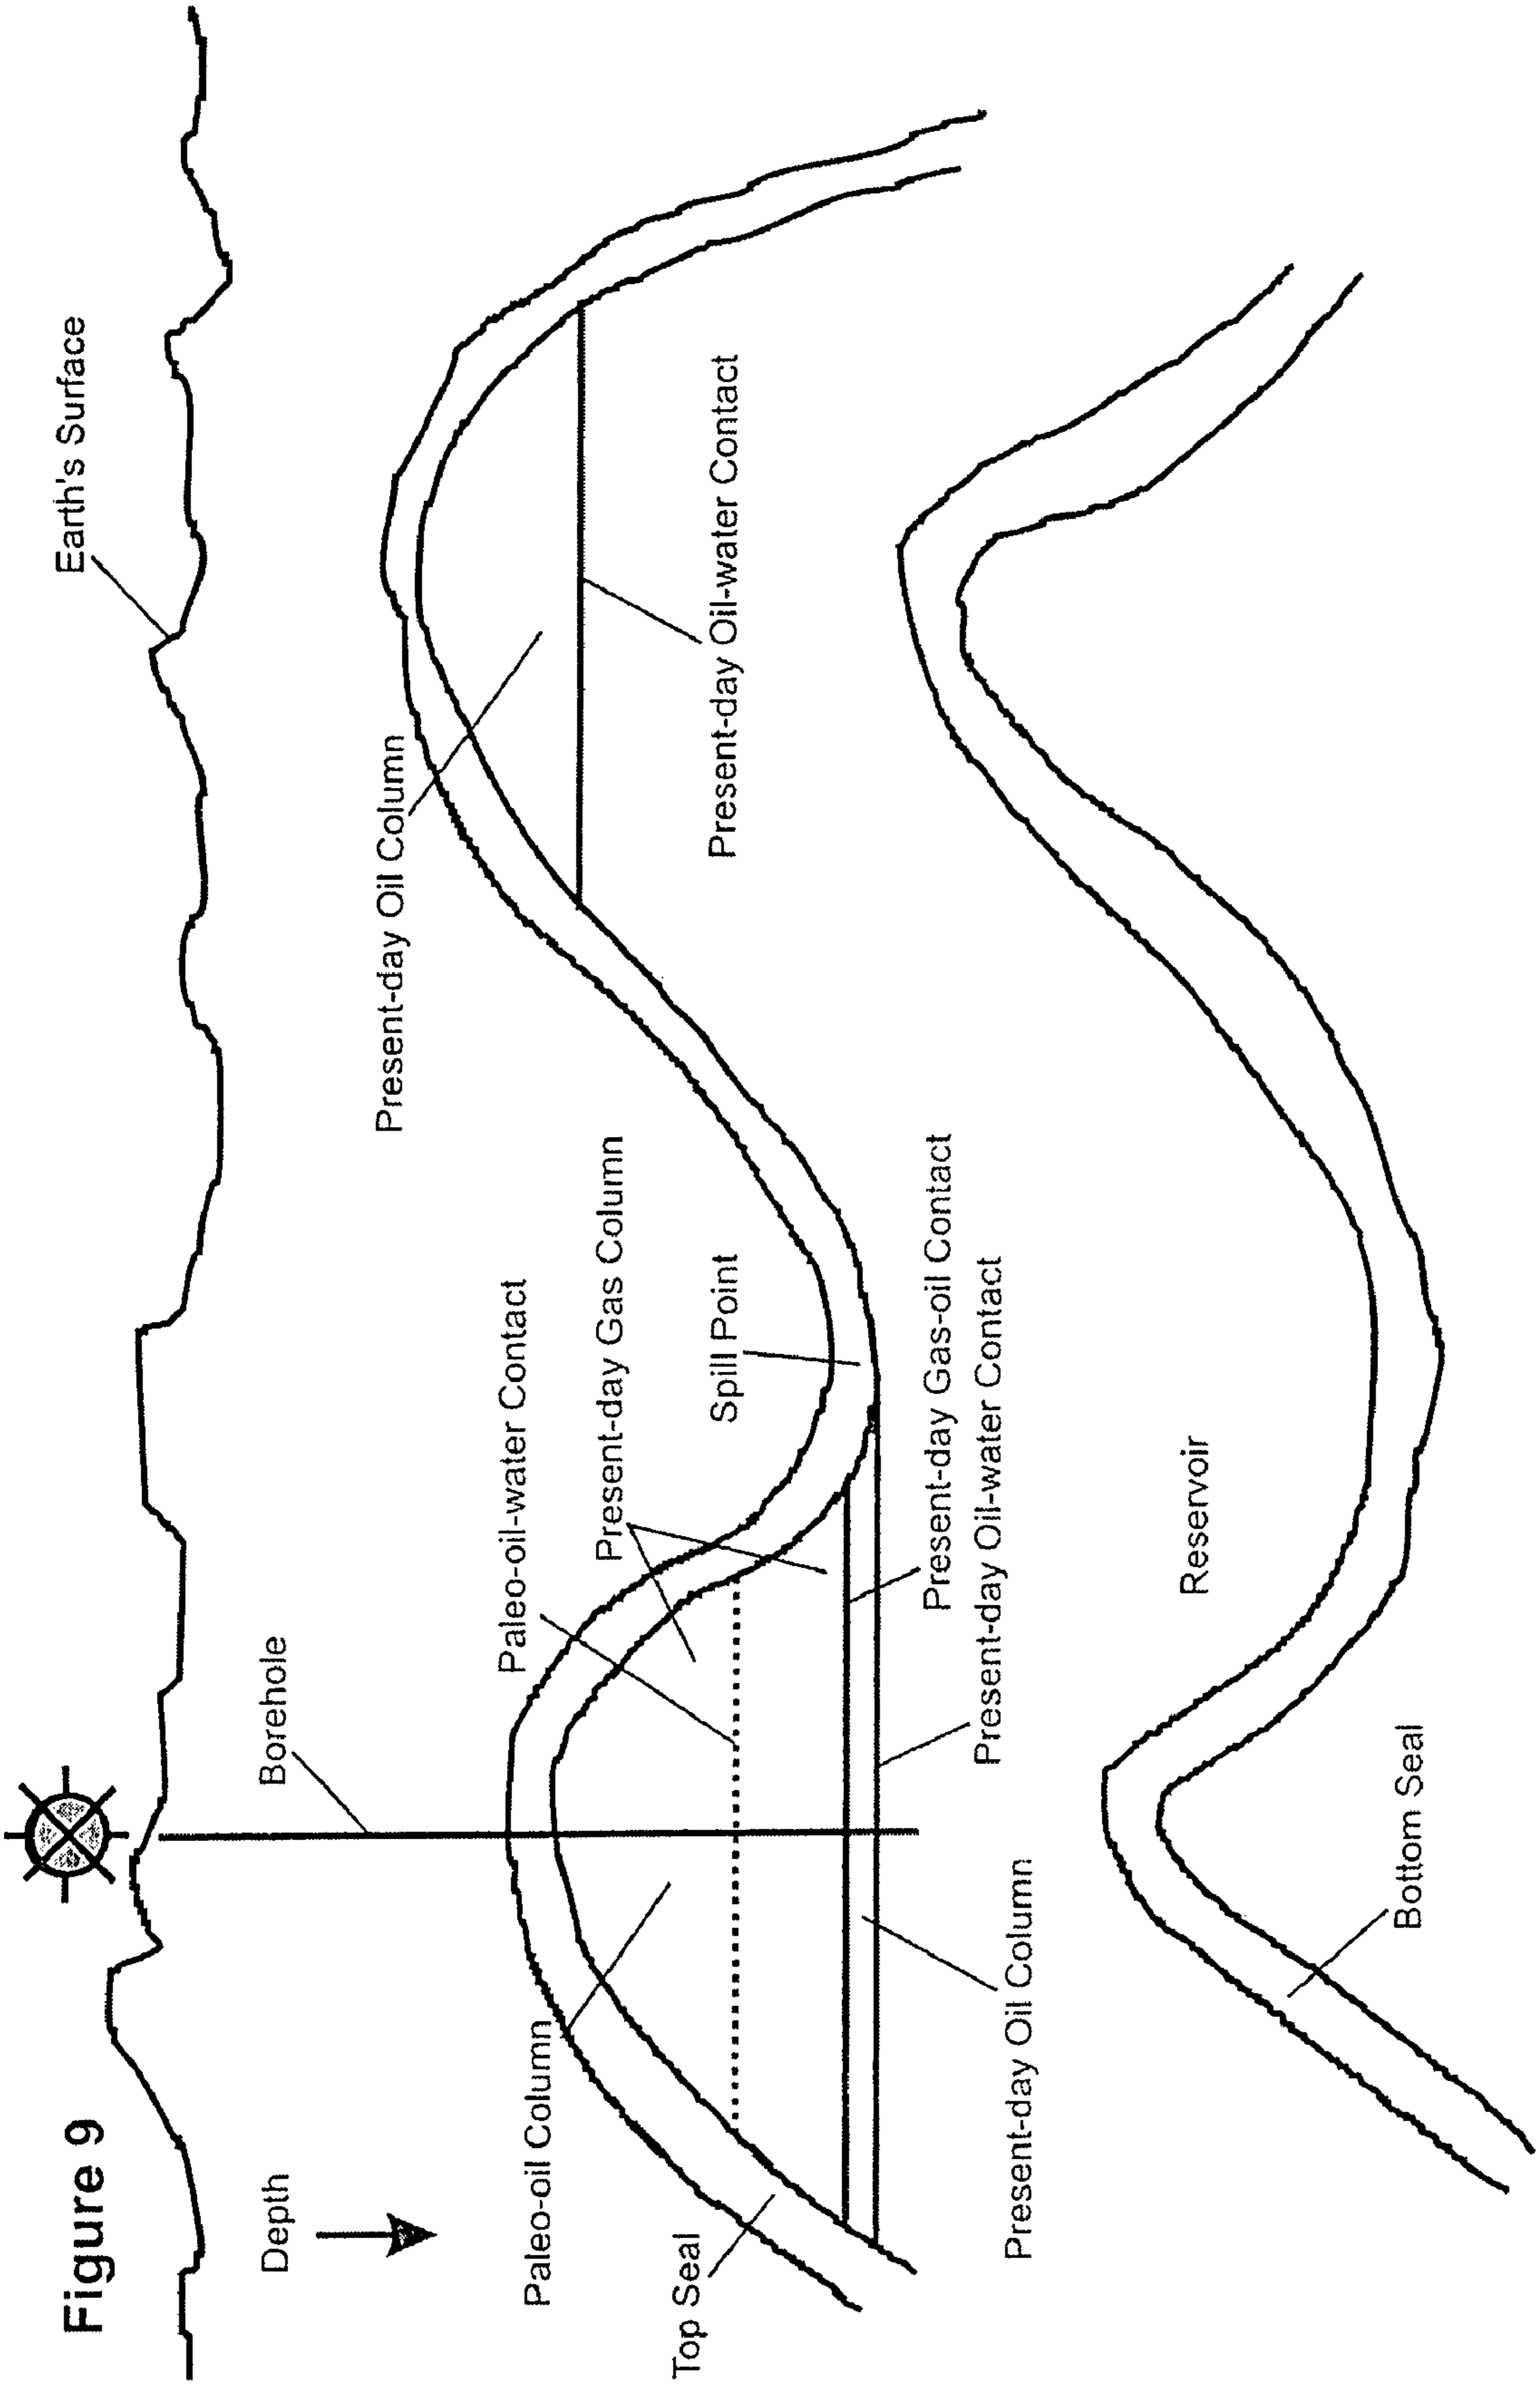 Figure 9
Earth's Surface
Depth
Borehole
Present-day Oil Column
Paleo-oil-water Contact
Present-day Gas Column
Paleo-oil Column
Spill Point
Present-day Oil-water Contact
Top Seal
Present-day Gas-oil Contact
Present-day Oil-water Contact
Present-day Oil Column
Reservoir
Bottom Seal